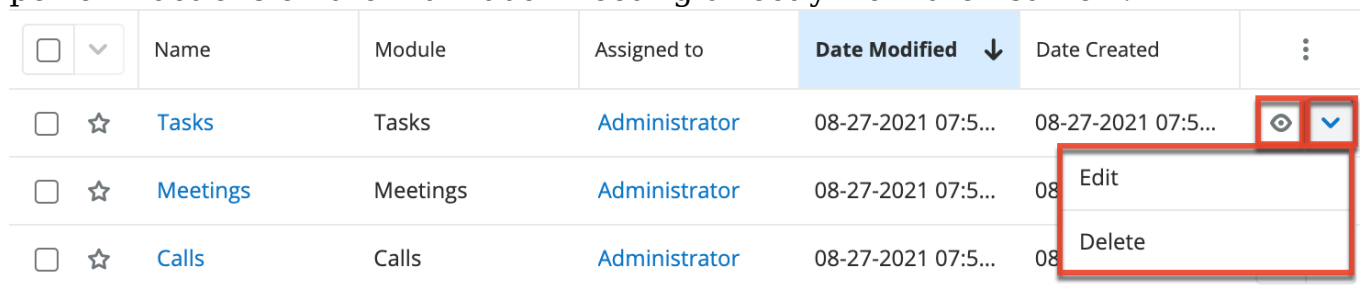 Name Module Assigned to Date Modified Date Created
Tasks Tasks Administrator 08-27-2021 07:5... 08-27-2021 07:5...
Edit
Meetings Meetings Administrator 08-27-2021 07:5... 08
Delete
Calls Calls Administrator 08-27-2021 07:5... 08